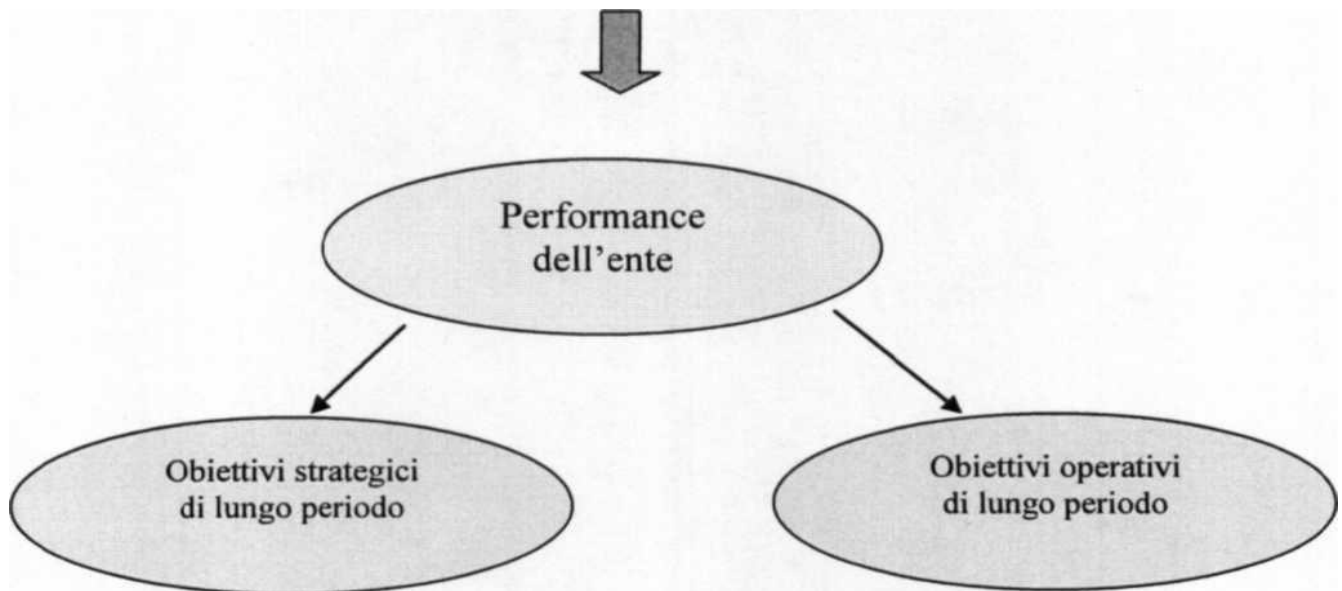 Performance
dell'ente
Obiettivi strategici
di lungo periodo
Obiettivi operativi
di lungo periodo